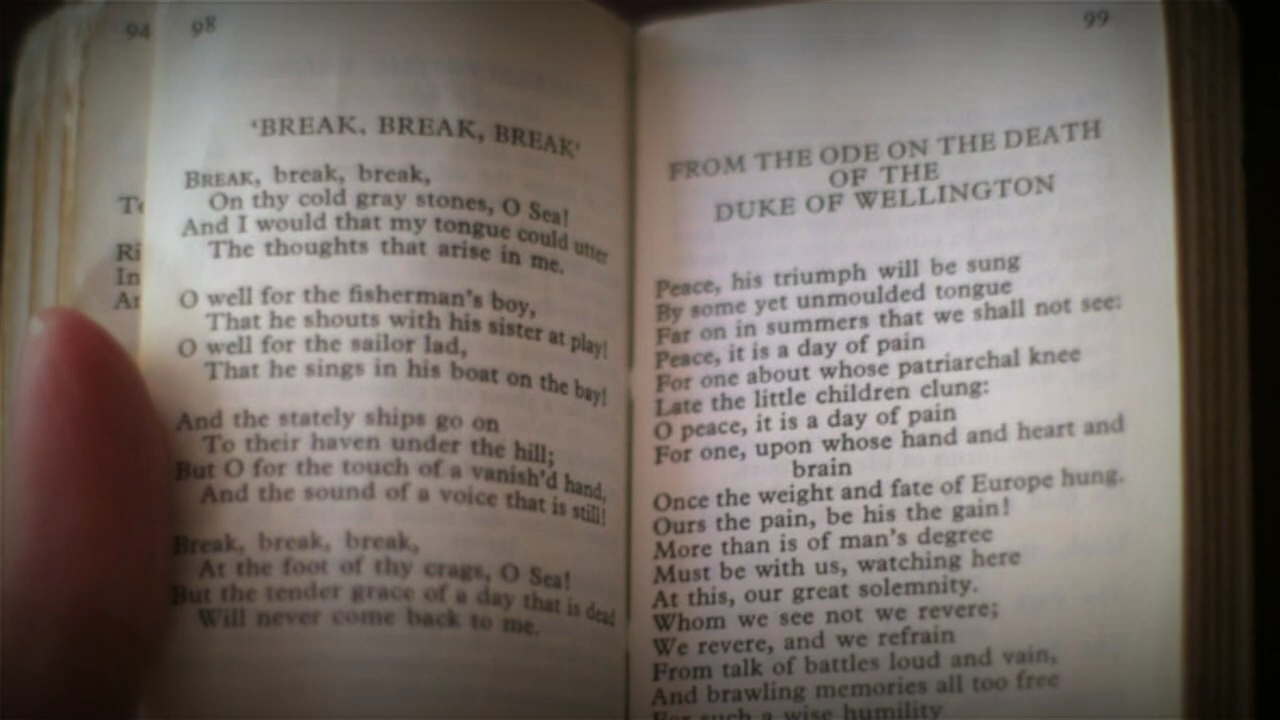 94 98
'BREAK, BREAK, BREAK'
BREAK, break, break,
On thy cold gray stones, O Sea!
And I would that my tongue could utter
The thoughts that arise in me.
O well for the fisherman's boy,
That he shouts with his sister at play!
O well for the sailor lad,
That he sings in his boat on the bay!
And the stately ships go on
To their haven under the hill;
But O for the touch of a vanish'd hand,
And the sound of a voice that is still!
Break, break, break,
At the foot of thy crags, O Sea!
But the tender grace of a day that is dead
Will never come back to me.
Ri
In
99
FROM THE ODE ON THE DEATH
OF THE
DUKE OF WELLINGTON
Peace, his triumph will be sung
By some yet unmoulded tongue
Far on in summers that we shall not see:
Peace, it is a day of pain
For one about whose patriarchal knee
Late the little children clung:
O peace, it is a day of pain
For one, upon whose hand and heart and
brain
Once the weight and fate of Europe hung.
Ours the pain, be his the gain!
More than is of man's degree
Must be with us, watching here
At this, our great solemnity.
Whom we see not we revere;
We revere, and we refrain
From talk of battles loud and vain,
And brawling memories all too free
For such a wise humility